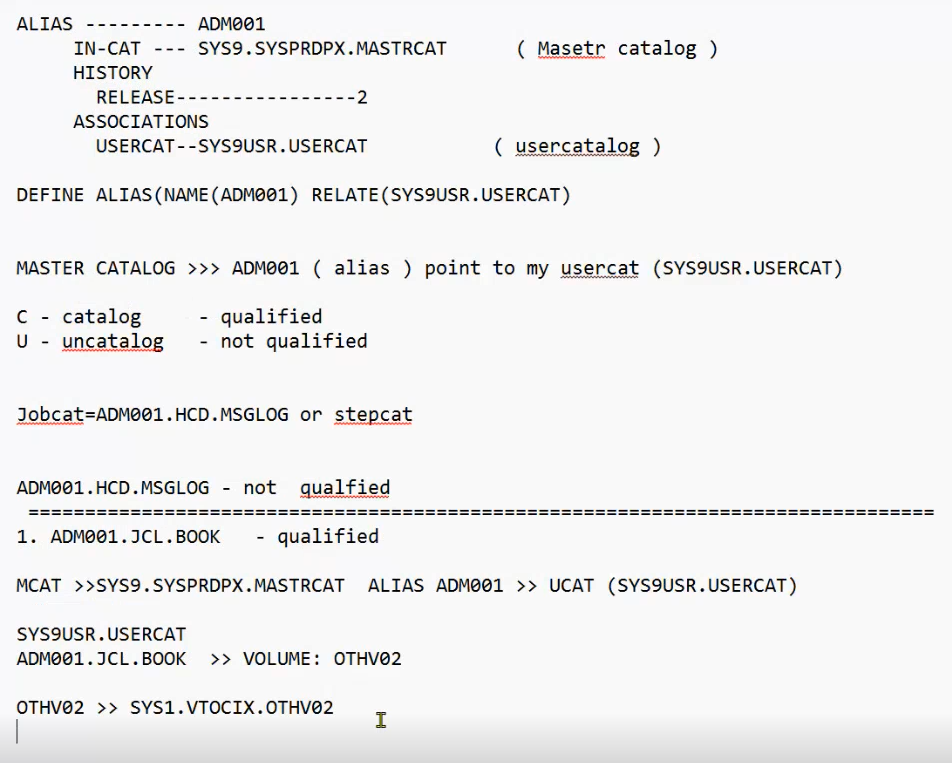 ALIAS --------- ADM001
IN-CAT --- SYS9.SYSPRDPX.MASTRCAT ( Masetr catalog )
HISTORY
RELEASE----------------2
ASSOCIATIONS
USERCAT--SYS9USR.USERCAT ( usercatalog )
DEFINE ALIAS(NAME(ADM001) RELATE(SYS9USR.USERCAT)
MASTER CATALOG >>> ADM001 ( alias ) point to my usercat (SYS9USR.USERCAT)
C - catalog - qualified
U - uncatalog - not qualified
Jobcat=ADM001.HCD.MSGLOG or stepcat
ADM001.HCD.MSGLOG - not qualfied
================================================================================
1. ADM001.JCL.BOOK - qualified
MCAT >>SYS9.SYSPRDPX.MASTRCAT ALIAS ADM001 >> UCAT (SYS9USR.USERCAT)
SYS9USR.USERCAT
ADM001.JCL.BOOK >> VOLUME: OTHV02
OTHV02 >> SYS1.VTOCIX.OTHV02